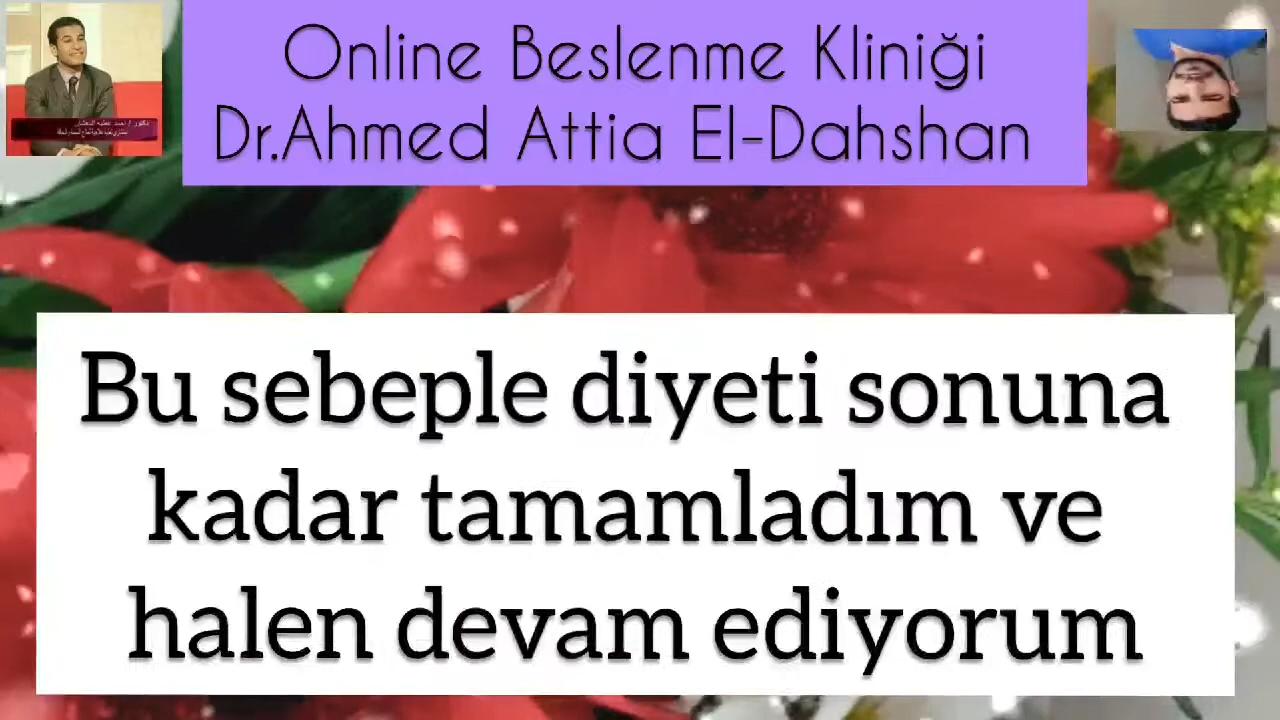 Online Beslenme Kliniği
Dr.Ahmed Attia El-Dahshan
Bu sebeple diyeti sonuna
kadar tamamladım ve
halen devam ediyorum